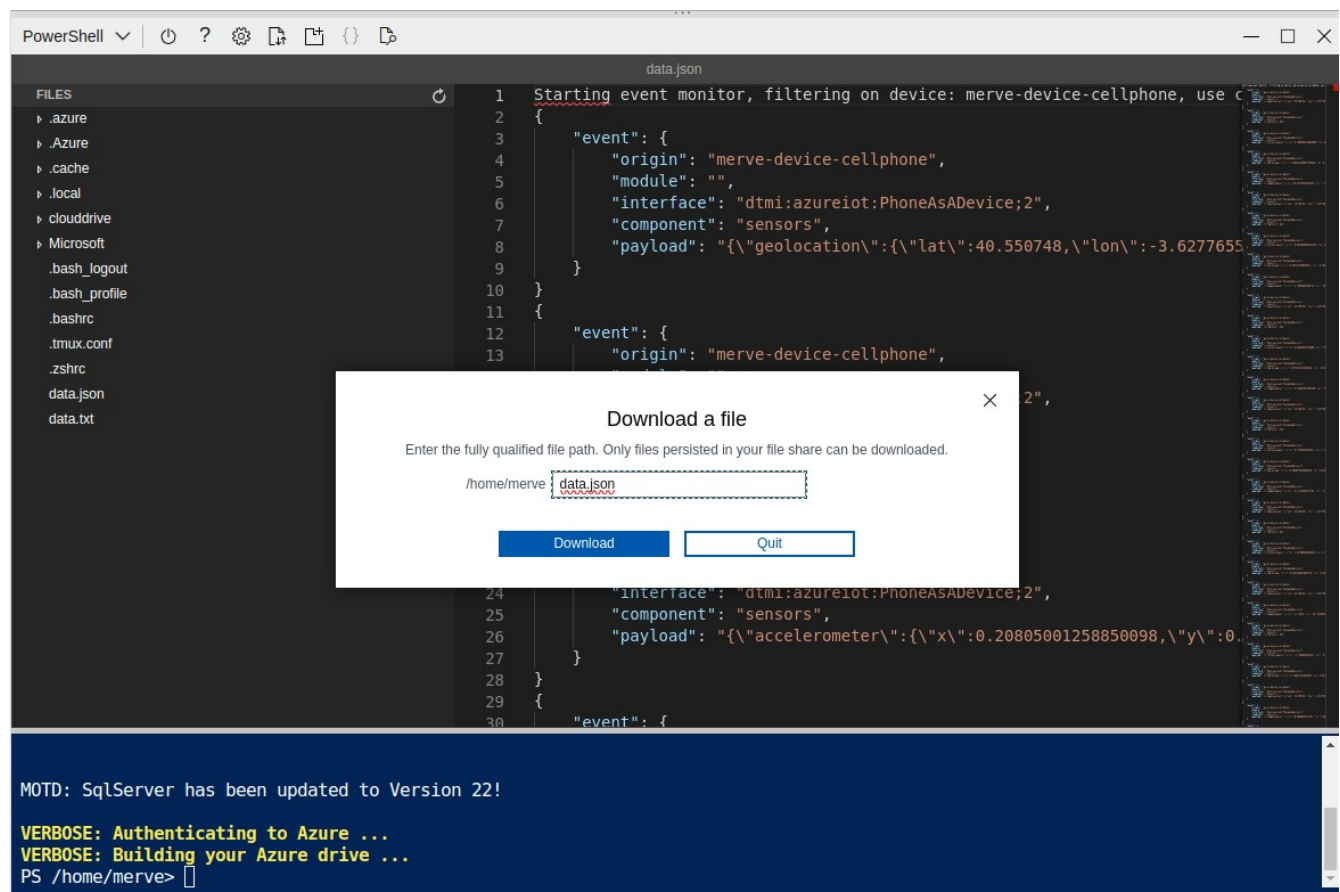 PowerShell
data.json
FILES
.azure
.Azure
.cache
.local
clouddrive
Microsoft
.bash_logout
.bash_profile
.bashrc
.tmux.conf
.zshrc
data.json
data.txt
1 Starting event monitor, filtering on device: merve-device-cellphone, use c
2 {
3 "event": {
4 "origin": "merve-device-cellphone",
5 "module": "",
6 "interface": "dtmi:azureiot:PhoneAsADevice;2",
7 "component": "sensors",
8 "payload": "{\"geolocation\":{\"lat\":40.550748,\"lon\":-3.6277655
9 }
10 }
11 {
12 "event": {
13 "origin": "merve-device-cellphone",
2",
Download a file
Enter the fully qualified file path. Only files persisted in your file share can be downloaded.
/home/merve data.json
Download Quit
24 "interface": "dtmi:azureiot:PhoneAsADevice;2",
25 "component": "sensors",
26 "payload": "{\"accelerometer\":{\"x\":0.20805001258850098,\"y\":0.
27 }
28 }
29 {
30 "event": {
MOTD: SqlServer has been updated to Version 22!
VERBOSE: Authenticating to Azure ...
VERBOSE: Building your Azure drive ...
PS /home/merve>